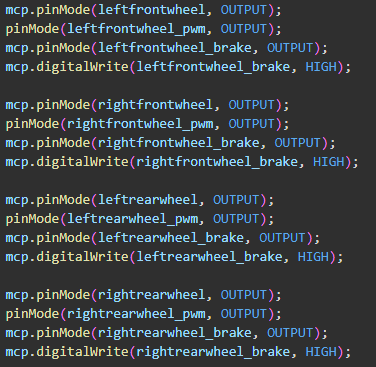 mcp.pinMode(leftfrontwheel, OUTPUT);
pinMode(leftfrontwheel_pwm, OUTPUT);
mcp.pinMode(leftfrontwheel_brake, OUTPUT);
mcp.digitalWrite(leftfrontwheel_brake, HIGH);

mcp.pinMode(rightfrontwheel, OUTPUT);
pinMode(rightfrontwheel_pwm, OUTPUT);
mcp.pinMode(rightfrontwheel_brake, OUTPUT);
mcp.digitalWrite(rightfrontwheel_brake, HIGH);

mcp.pinMode(leftrearwheel, OUTPUT);
pinMode(leftrearwheel_pwm, OUTPUT);
mcp.pinMode(leftrearwheel_brake, OUTPUT);
mcp.digitalWrite(leftrearwheel_brake, HIGH);

mcp.pinMode(rightrearwheel, OUTPUT);
pinMode(rightrearwheel_pwm, OUTPUT);
mcp.pinMode(rightrearwheel_brake, OUTPUT);
mcp.digitalWrite(rightrearwheel_brake, HIGH);